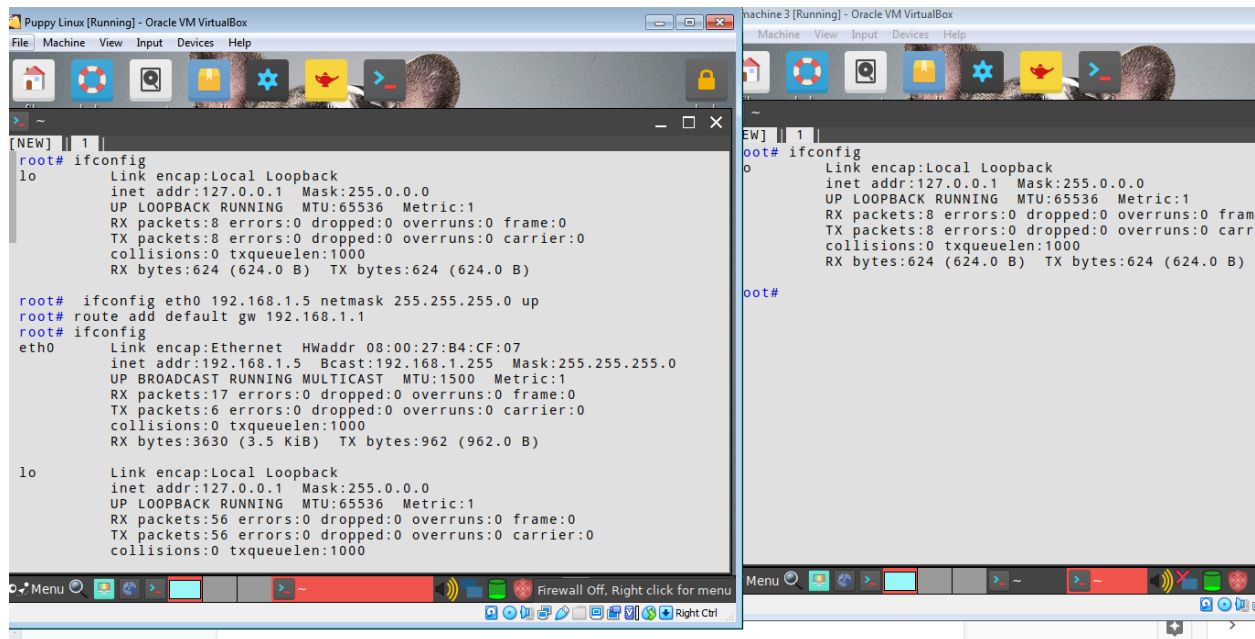 Puppy Linux [Running] - Oracle VM VirtualBox
File Machine View Input Devices Help
~
[NEW] 1
root# ifconfig
lo Link encap:Local Loopback
inet addr:127.0.0.1 Mask:255.0.0.0
UP LOOPBACK RUNNING MTU:65536 Metric:1
RX packets:8 errors:0 dropped:0 overruns:0 frame:0
TX packets:8 errors:0 dropped:0 overruns:0 carrier:0
collisions:0 txqueuelen:1000
RX bytes:624 (624.0 B) TX bytes:624 (624.0 B)
root# ifconfig eth0 192.168.1.5 netmask 255.255.255.0 up
root# route add default gw 192.168.1.1
root# ifconfig
eth0 Link encap:Ethernet HWaddr 08:00:27:B4:CF:07
inet addr:192.168.1.5 Bcast:192.168.1.255 Mask:255.255.255.0
UP BROADCAST RUNNING MULTICAST MTU:1500 Metric:1
RX packets:17 errors:0 dropped:0 overruns:0 frame:0
TX packets:6 errors:0 dropped:0 overruns:0 carrier:0
collisions:0 txqueuelen:1000
RX bytes:3630 (3.5 KiB) TX bytes:962 (962.0 B)
lo Link encap:Local Loopback
inet addr:127.0.0.1 Mask:255.0.0.0
UP LOOPBACK RUNNING MTU:65536 Metric:1
RX packets:56 errors:0 dropped:0 overruns:0 frame:0
TX packets:56 errors:0 dropped:0 overruns:0 carrier:0
collisions:0 txqueuelen:1000
Menu ~ Firewall Off, Right click for menu
Right Ctrl
machine 3 [Running] - Oracle VM VirtualBox
Machine View Input Devices Help
~
EW] 1
oot# ifconfig
o Link encap:Local Loopback
inet addr:127.0.0.1 Mask:255.0.0.0
UP LOOPBACK RUNNING MTU:65536 Metric:1
RX packets:8 errors:0 dropped:0 overruns:0 fram
TX packets:8 errors:0 dropped:0 overruns:0 carr
collisions:0 txqueuelen:1000
RX bytes:624 (624.0 B) TX bytes:624 (624.0 B)
oot#
Menu ~ ~